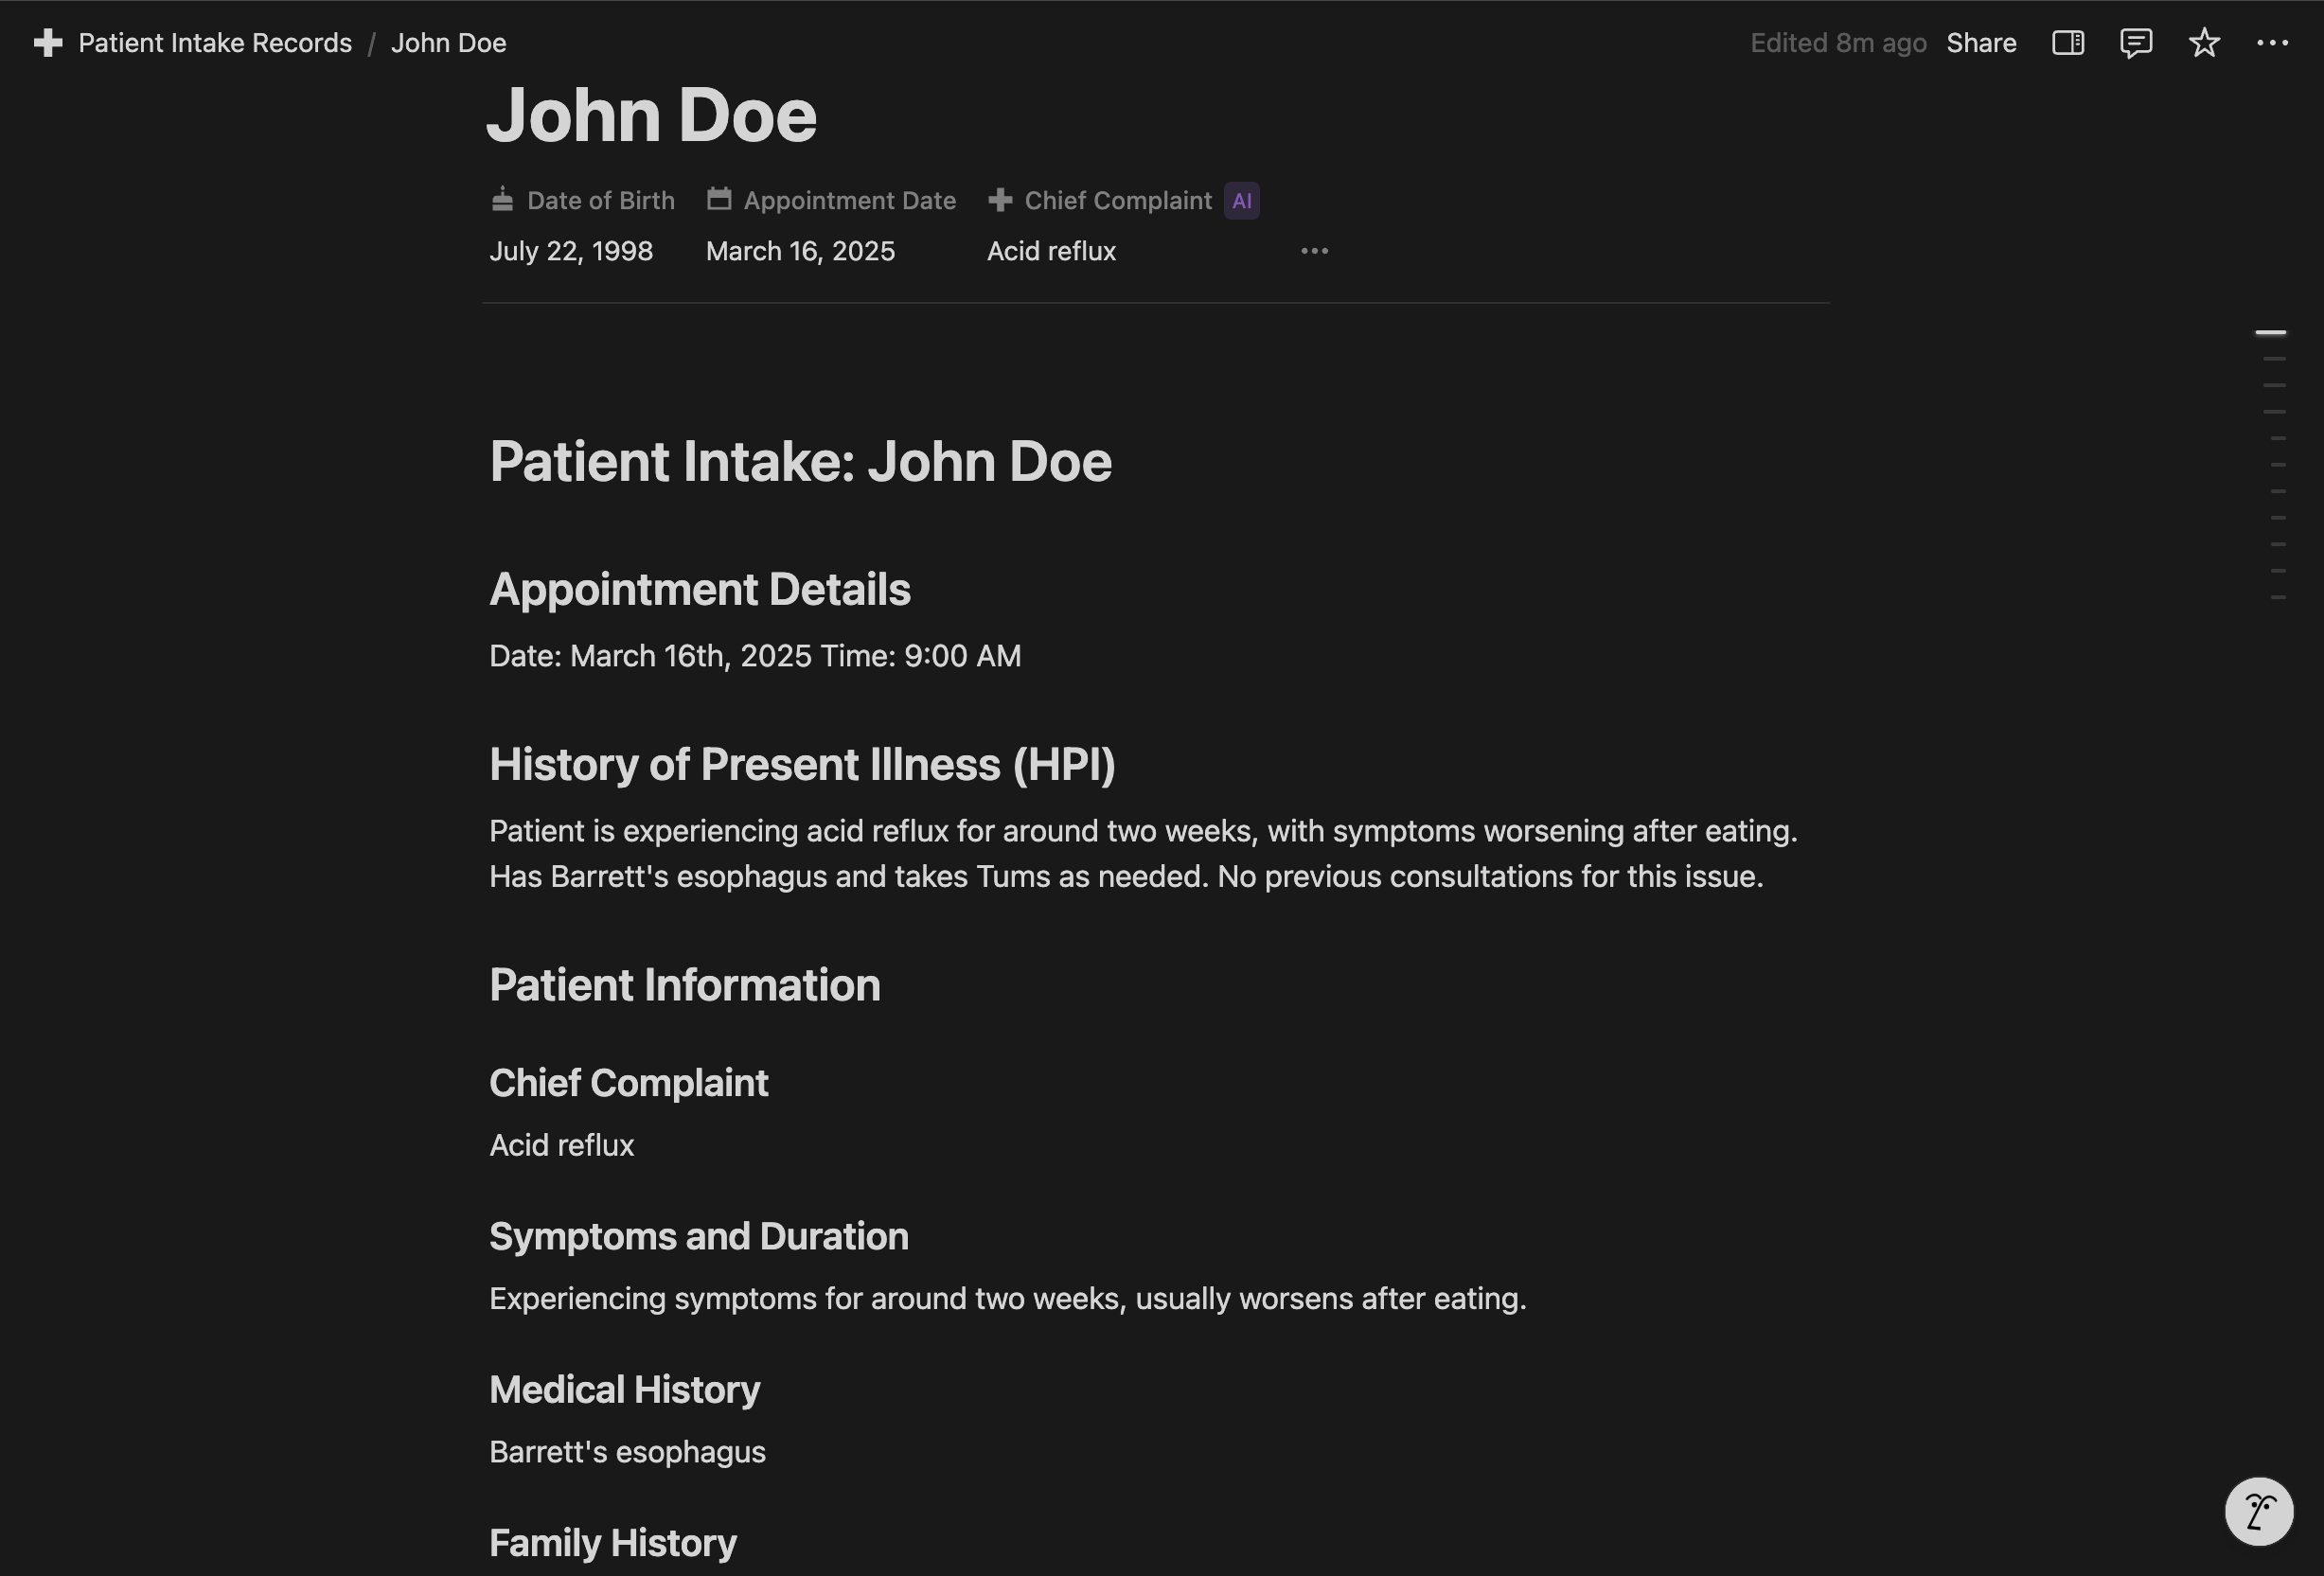 Patient Intake Records / John Doe
Edited 8m ago Share
John Doe
Date of Birth Appointment Date Chief Complaint AI
July 22, 1998 March 16, 2025 Acid reflux
Patient Intake: John Doe
Appointment Details
Date: March 16th, 2025 Time: 9:00 AM
History of Present Illness (HPI)
Patient is experiencing acid reflux for around two weeks, with symptoms worsening after eating.
Has Barrett's esophagus and takes Tums as needed. No previous consultations for this issue.
Patient Information
Chief Complaint
Acid reflux
Symptoms and Duration
Experiencing symptoms for around two weeks, usually worsens after eating.
Medical History
Barrett's esophagus
Family History